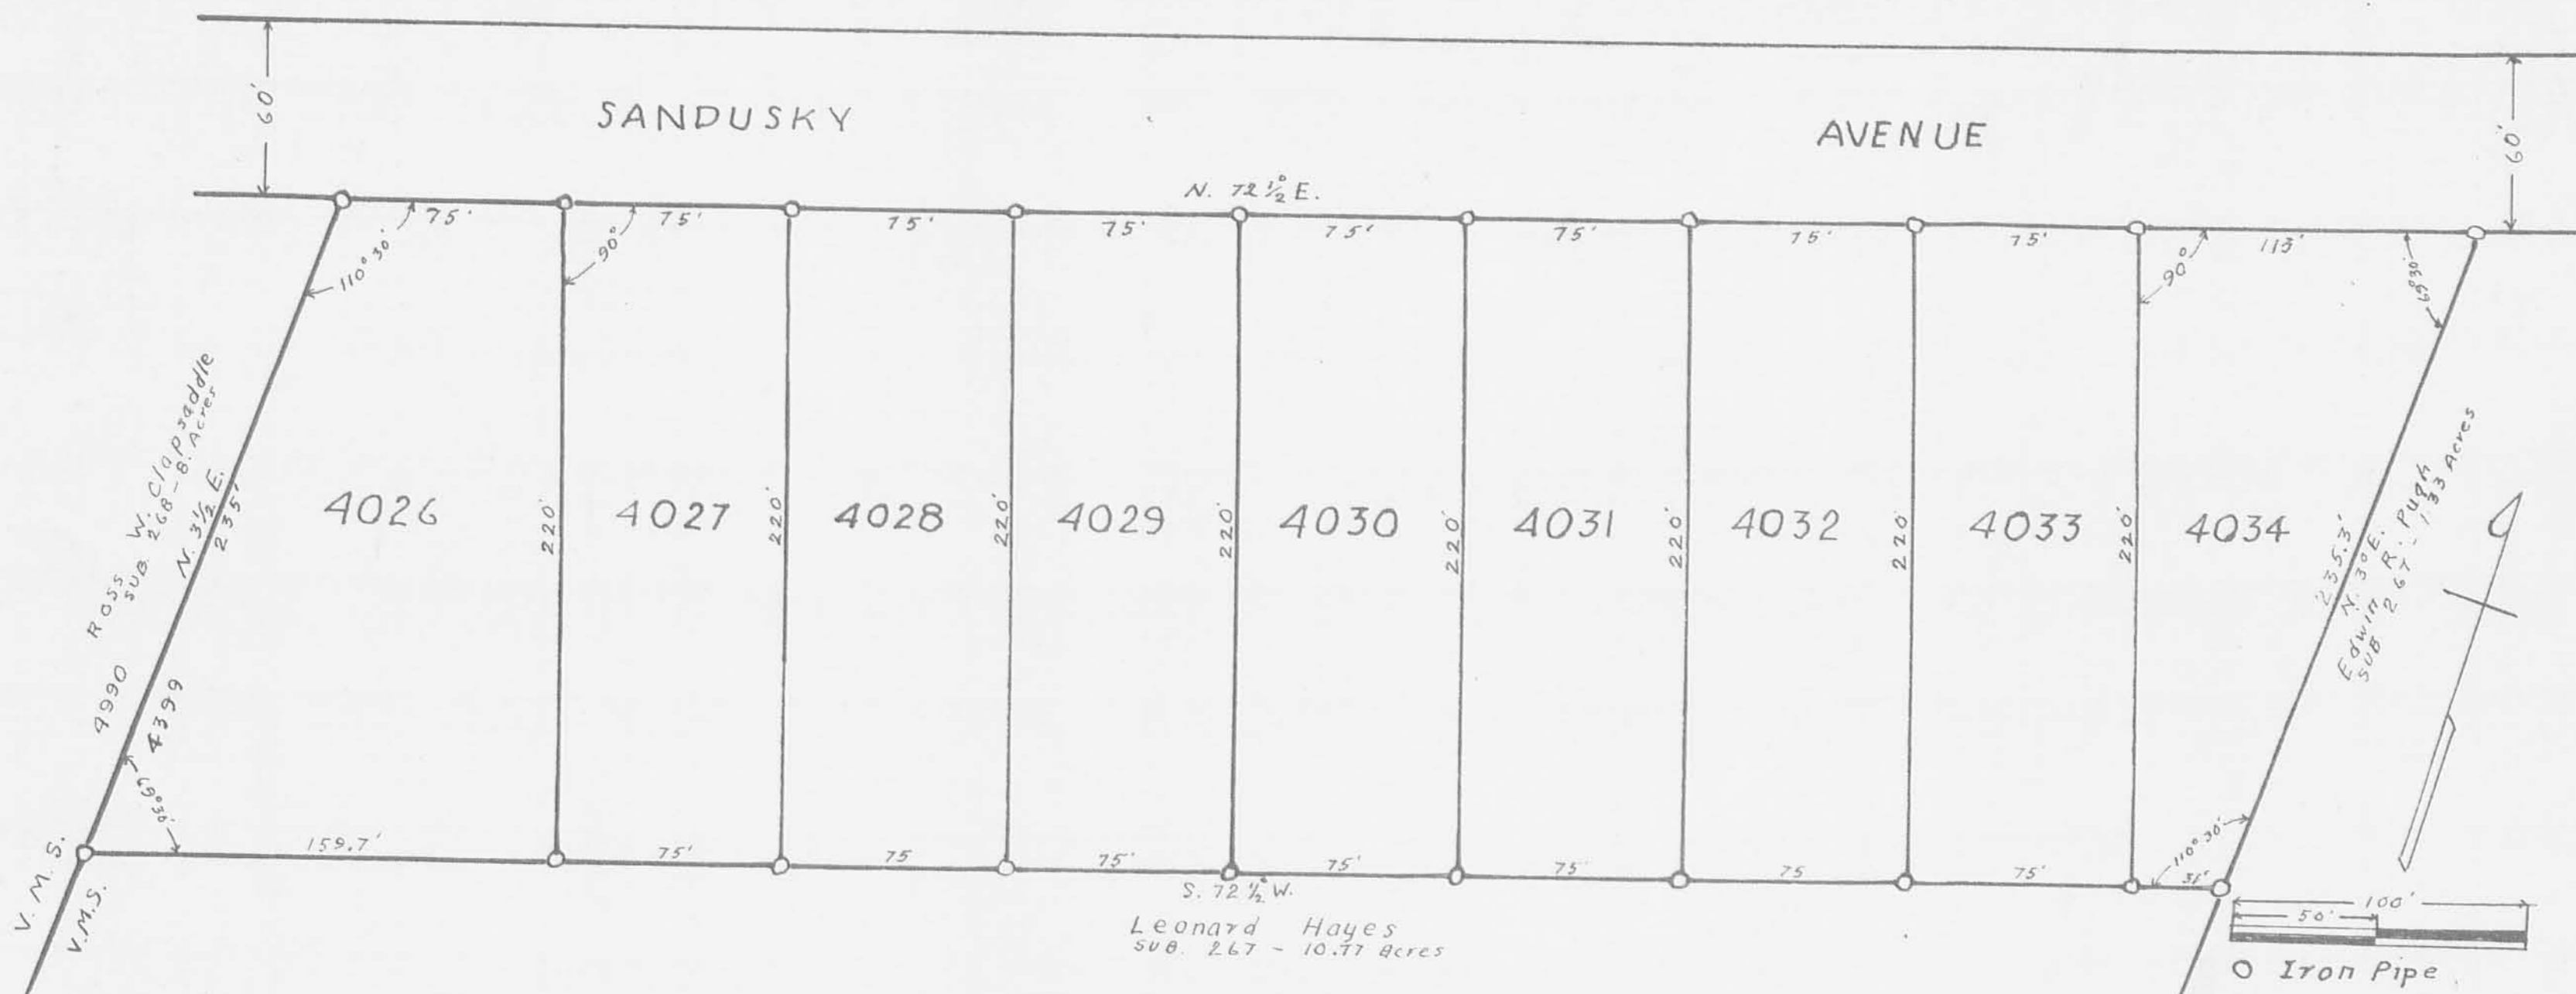 60'
SANDUSKY AVENUE
60'
N. 72 ½° E.
75' 75' 75' 75' 75' 75' 75' 75' 113'
110° 30'
90°
90°
69°30'
Ross W. Clapsaddle
SUB. 268 - 8. Acres
N. 3½ E.
235'
4990
4399
4026
220'
4027
220'
4028
220'
4029
220'
4030
220'
4031
220'
4032
220
4033
220'
4034
235.3'
N. 3° E.
Edwin R. Pugh
SUB 267 - 1.33 Acres
69°30'
110° 30'
159.7' 75' 75 75' 75' 75' 75 75' 31'
V. M. S.
V.M.S.
S. 72 ½° W.
Leonard Hayes
SUB. 267 - 10.77 acres
100'
50'
O Iron Pipe